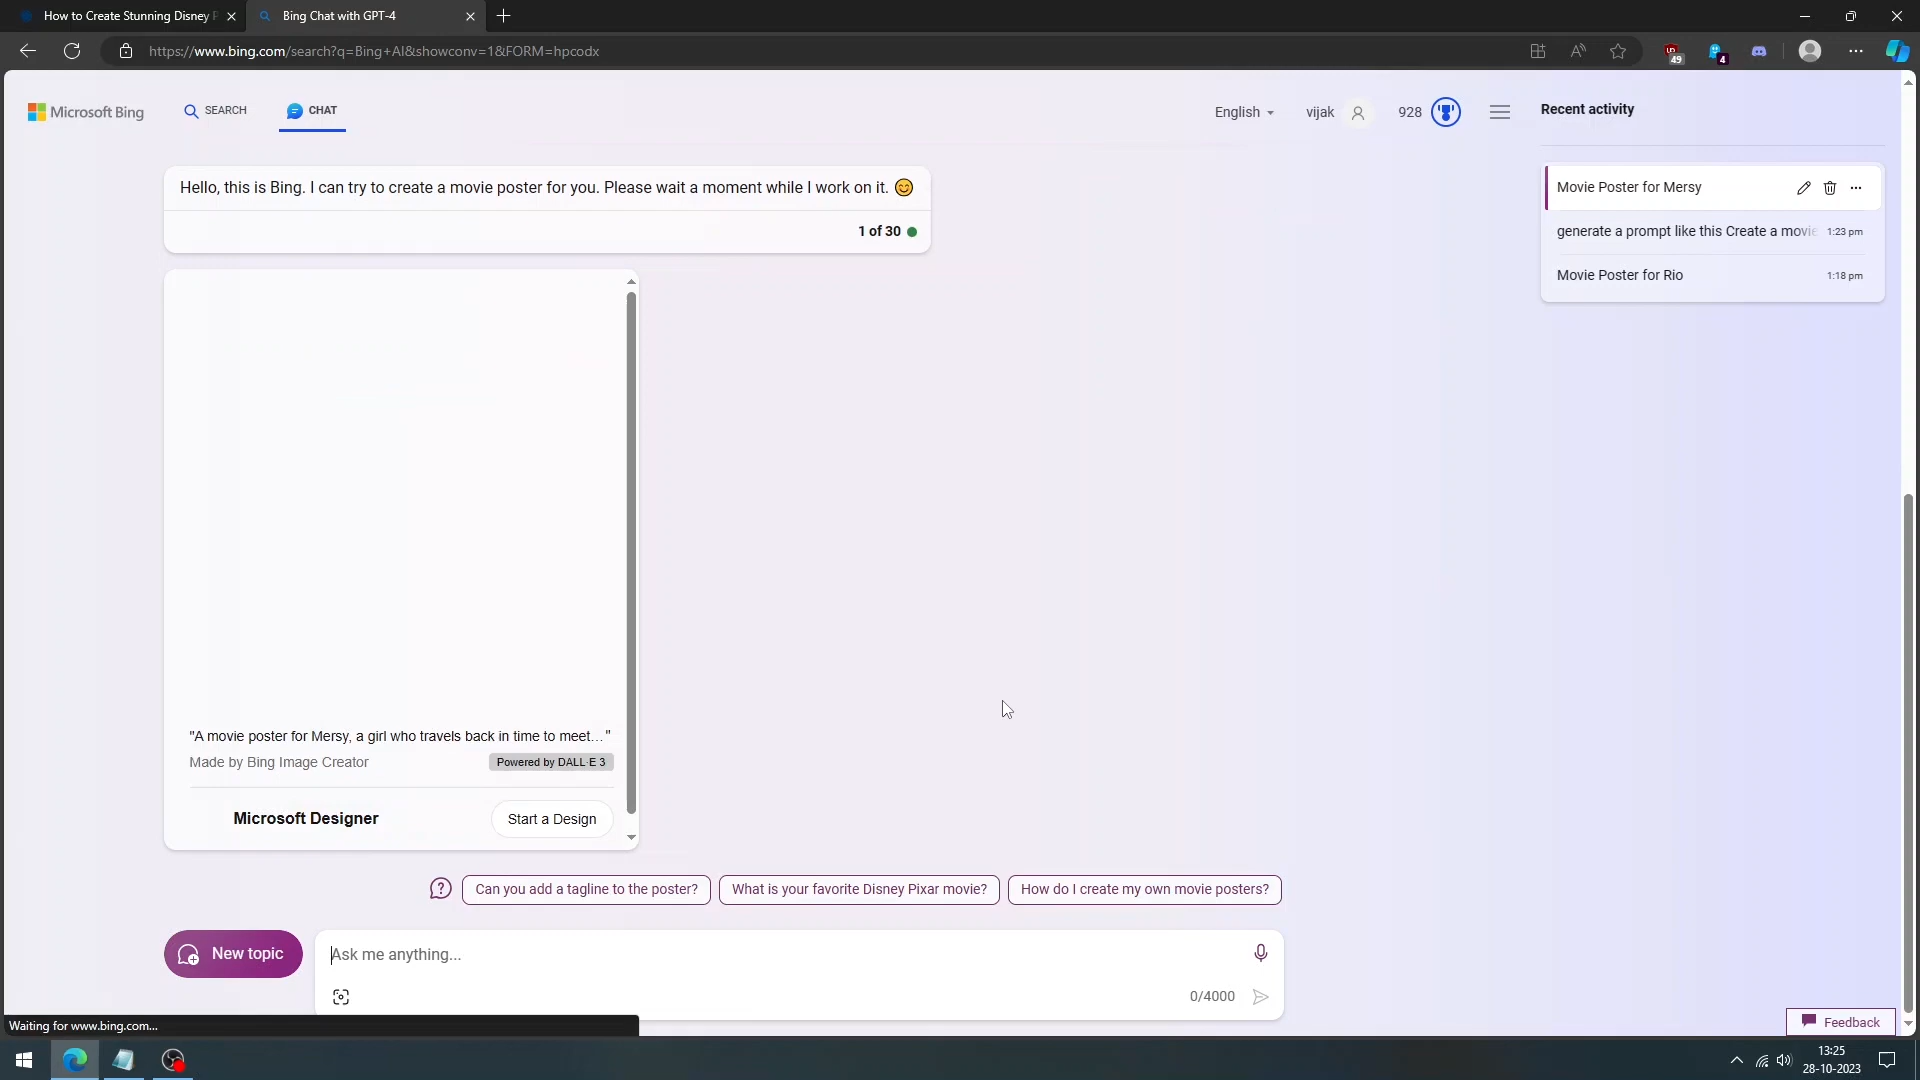 How to Create Stunning Disney P
Bing Chat with GPT-4
https://www.bing.com/search?q=Bing+AI&showconv=1&FORM=hpcodx
49
4
Microsoft Bing
SEARCH
CHAT
English
vijak
928
Recent activity
Hello, this is Bing. I can try to create a movie poster for you. Please wait a moment while I work on it. 😊
1 of 30
Movie Poster for Mersy
generate a prompt like this Create a movie 1:23 pm
Movie Poster for Rio 1:18 pm
"A movie poster for Mersy, a girl who travels back in time to meet..."
Made by Bing Image Creator
Powered by DALL·E 3
Microsoft Designer
Start a Design
Can you add a tagline to the poster?
What is your favorite Disney Pixar movie?
How do I create my own movie posters?
New topic
Ask me anything...
0/4000
Waiting for www.bing.com...
Feedback
13:25
28-10-2023